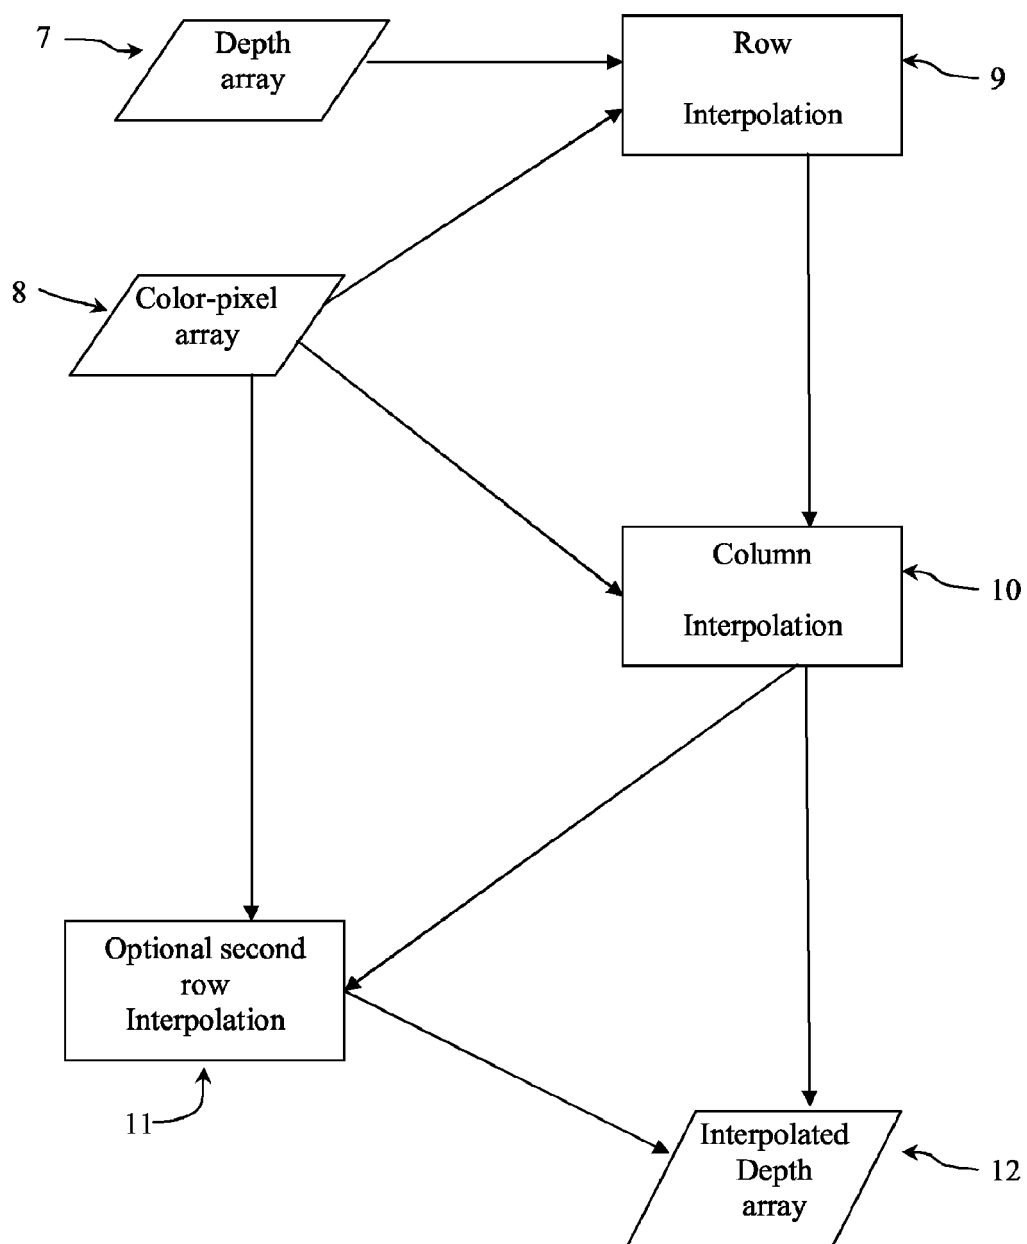 7
Depth
array
Row
Interpolation
9
8
Color-pixel
array
Column
Interpolation
10
Optional second
row
Interpolation
11
Interpolated
Depth
array
12